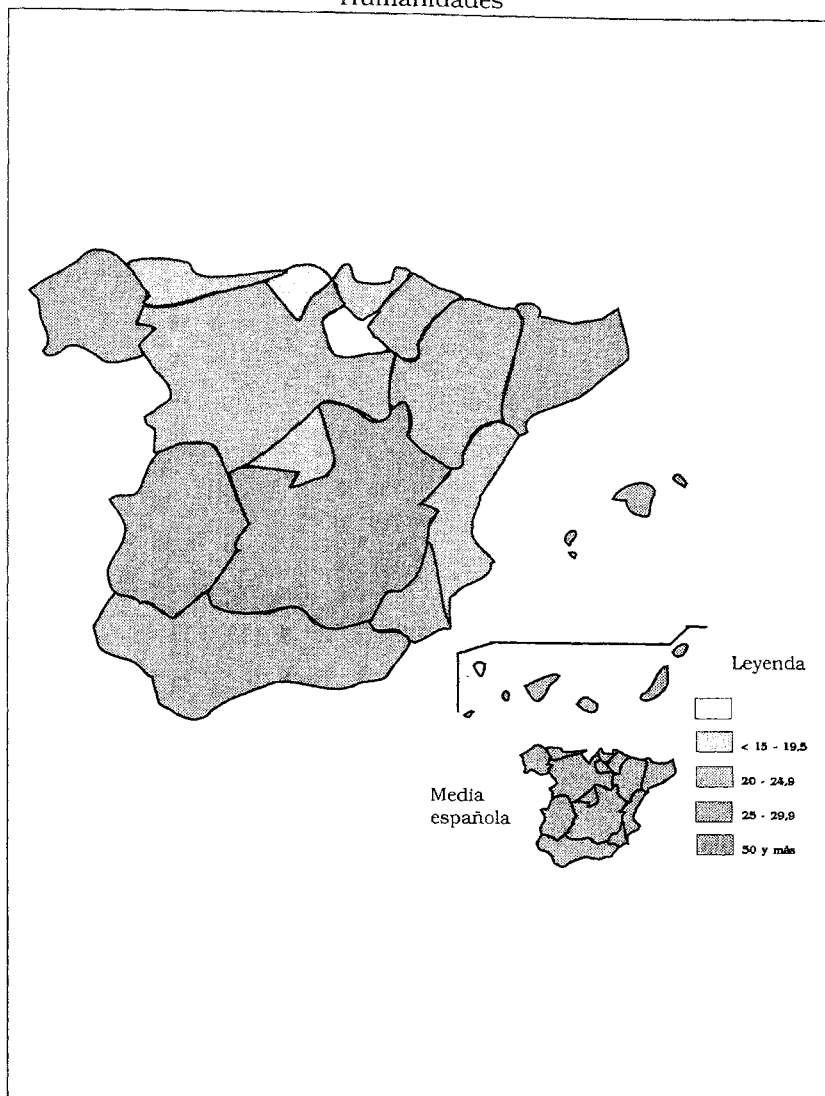 Humanidades
Leyenda
< 15 - 19,5
20 - 24,9
25 - 29,9
30 y más
Media
española